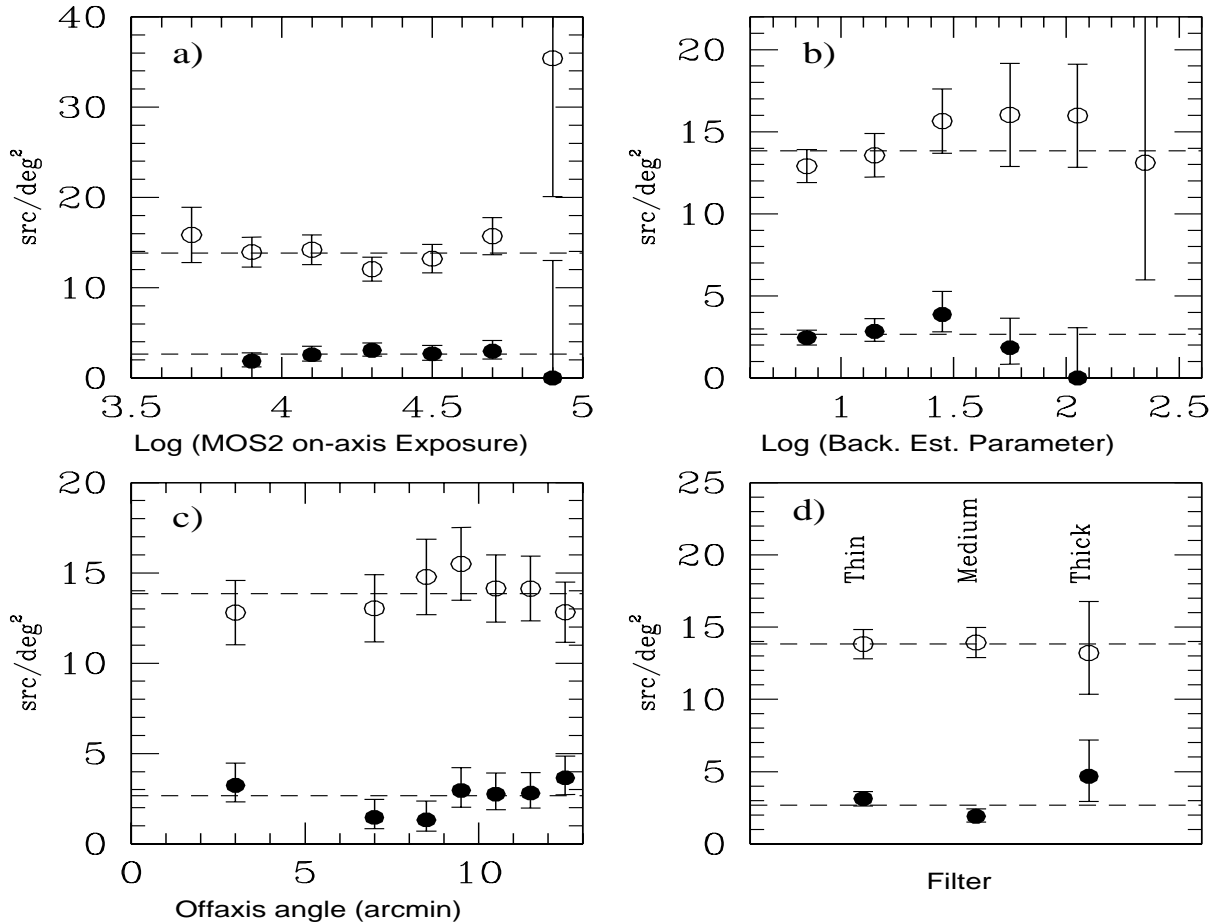 a)
40
30
20
10
0
src/deg²
3.5 4 4.5 5
Log (MOS2 on-axis Exposure)
b)
20
15
10
5
0
src/deg²
1 1.5 2 2.5
Log (Back. Est. Parameter)
c)
20
15
10
5
0
src/deg²
0 5 10
Offaxis angle (arcmin)
d)
25
20
15
10
5
0
src/deg²
Thin
Medium
Thick
Filter